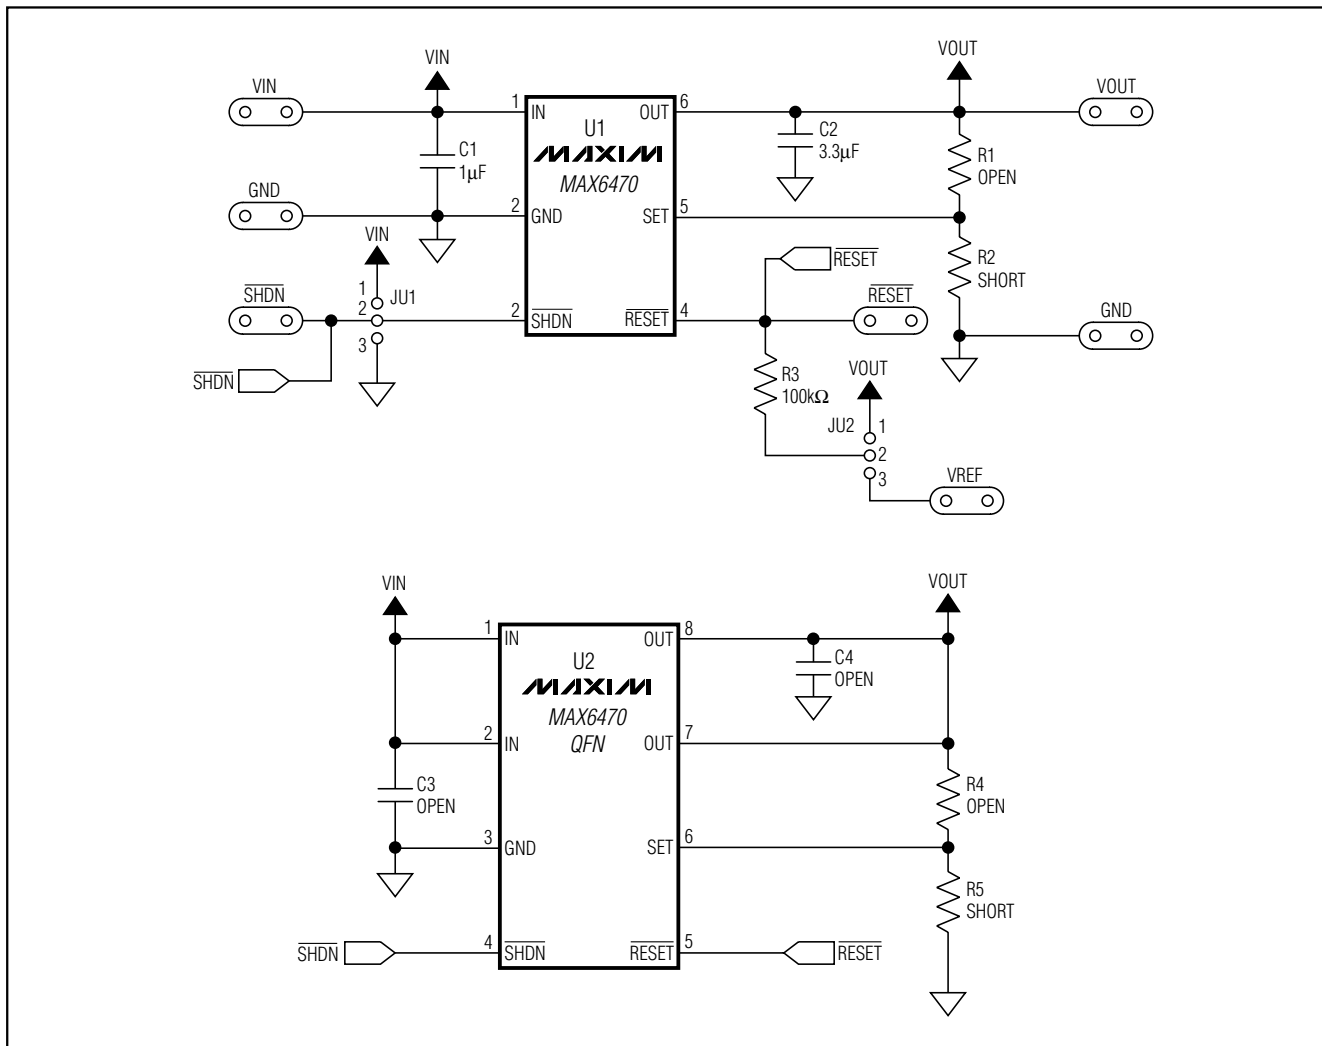 VIN
VOUT
VIN
VOUT
1
IN
OUT
6
U1
MAXIM
MAX6470
C1
1µF
C2
3.3µF
R1
OPEN
GND
2
GND
SET
5
VIN
R2
SHORT
RESET
SHDN
1
JU1
2
3
2
SHDN
RESET
4
RESET
GND
SHDN
R3
100kΩ
VOUT
JU2
1
2
3
VREF
VIN
VOUT
1
IN
OUT
8
U2
MAXIM
MAX6470
QFN
C4
OPEN
2
IN
OUT
7
C3
OPEN
R4
OPEN
3
GND
SET
6
R5
SHORT
SHDN
4
SHDN
RESET
5
RESET